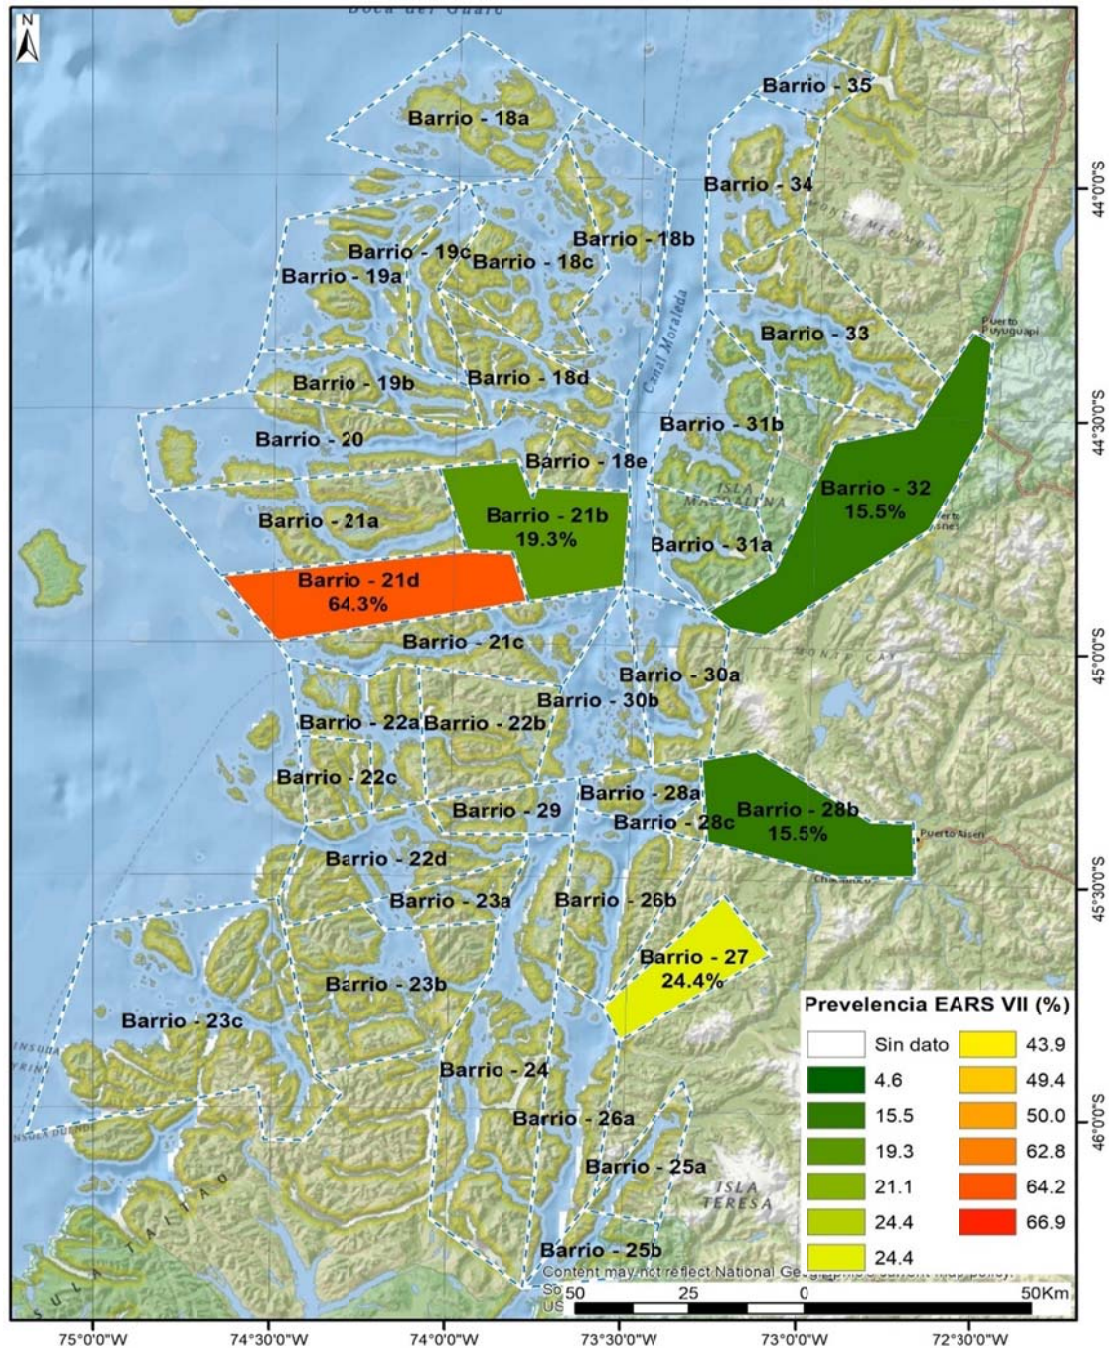 N
Boca del Guafo
Barrio - 35
Barrio - 18a
44°0'0"S
Barrio - 34
Barrio - 18b
Barrio - 19c
Barrio - 18c
Barrio - 19a
Canal Moraleda
Puerto
Puyuguapi
Barrio - 33
Barrio - 18d
Barrio - 19b
44°30'0"S
Barrio - 31b
Barrio - 20
Barrio - 18e
ISLA
MAGDALENA
Barrio - 32
15.5%
Barrio - 21b
19.3%
Barrio - 21a
Barrio - 31a
Barrio - 21d
64.3%
Barrio - 21c
45°0'0"S
Barrio - 30a
Barrio - 30b
Barrio - 22a
Barrio - 22b
Barrio - 22c
Barrio - 28a
Barrio - 29
Barrio - 28b
15.5%
Barrio - 28c
Puerto Aisen
Barrio - 22d
45°30'0"S
Barrio - 23a
Barrio - 26b
Barrio - 27
24.4%
Barrio - 23b
Barrio - 23c
Barrio - 24
Barrio - 26a
46°0'0"S
Barrio - 25a
ISLA
TERESA
Barrio - 25b
Prevelencia EARS VII (%)
Sin dato
4.6
15.5
19.3
21.1
24.4
24.4
43.9
49.4
50.0
62.8
64.2
66.9
Content may not reflect National
50 25 0 50Km
75°0'0"W 74°30'0"W 74°0'0"W 73°30'0"W 73°0'0"W 72°30'0"W